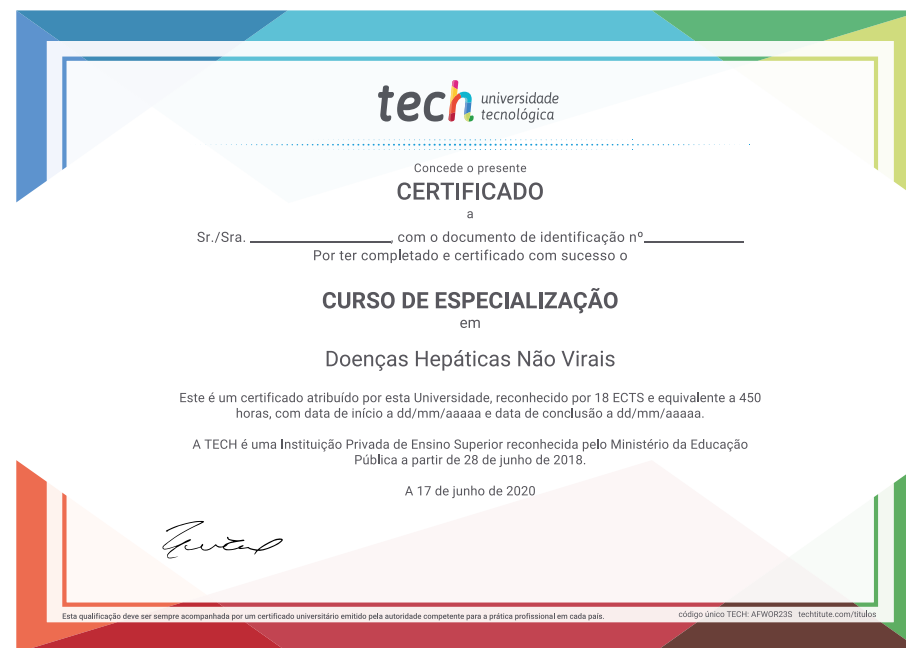 tech universidade
tecnológica
Concede o presente
CERTIFICADO
a
Sr./Sra. , com o documento de identificação nº
Por ter completado e certificado com sucesso o
CURSO DE ESPECIALIZAÇÃO
em
Doenças Hepáticas Não Virais
Este é um certificado atribuído por esta Universidade, reconhecido por 18 ECTS e equivalente a 450
horas, com data de início a dd/mm/aaaaa e data de conclusão a dd/mm/aaaaa.
A TECH é uma Instituição Privada de Ensino Superior reconhecida pelo Ministério da Educação
Pública a partir de 28 de junho de 2018.
A 17 de junho de 2020
Esta qualificação deve ser sempre acompanhada por um certificado universitário emitido pela autoridade competente para a prática profissional em cada país.
código único TECH: AFWOR23S techtitute.com/titulos